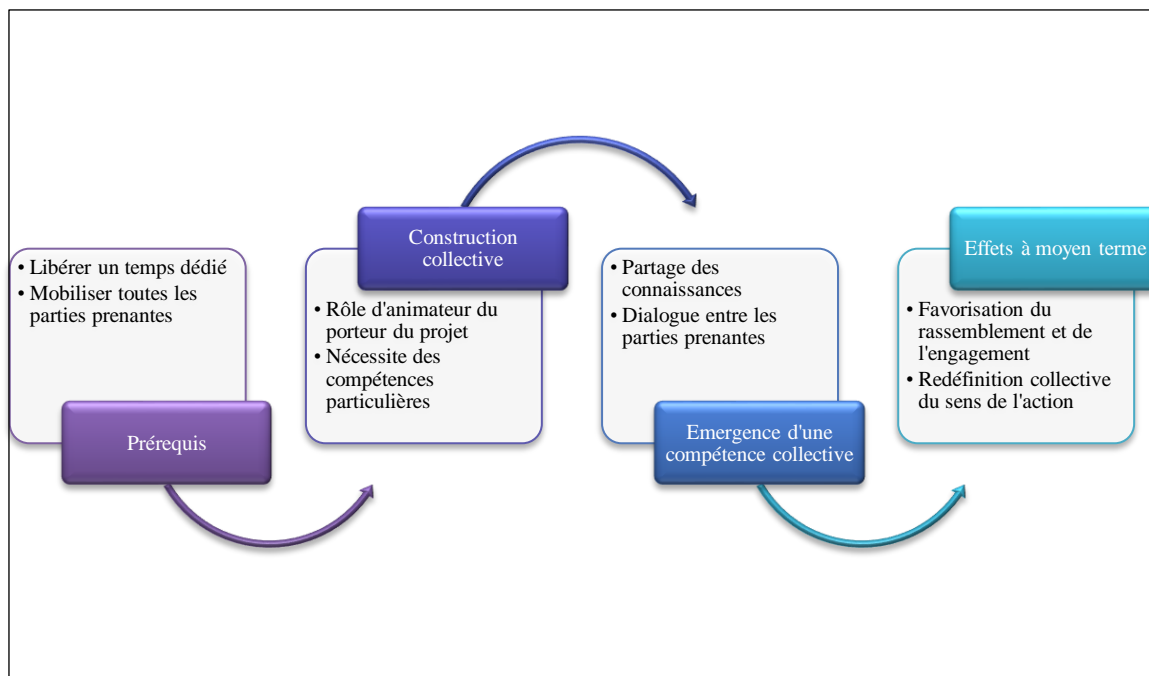 • Libérer un temps dédié
• Mobiliser toutes les
parties prenantes
Prérequis
Construction
collective
• Rôle d'animateur du
porteur du projet
• Nécessite des
compétences
particulières
• Partage des
connaissances
• Dialogue entre les
parties prenantes
Emergence d'une
compétence collective
Effets à moyen terme
• Favorisation du
rassemblement et de
l'engagement
• Redéfinition collective
du sens de l'action